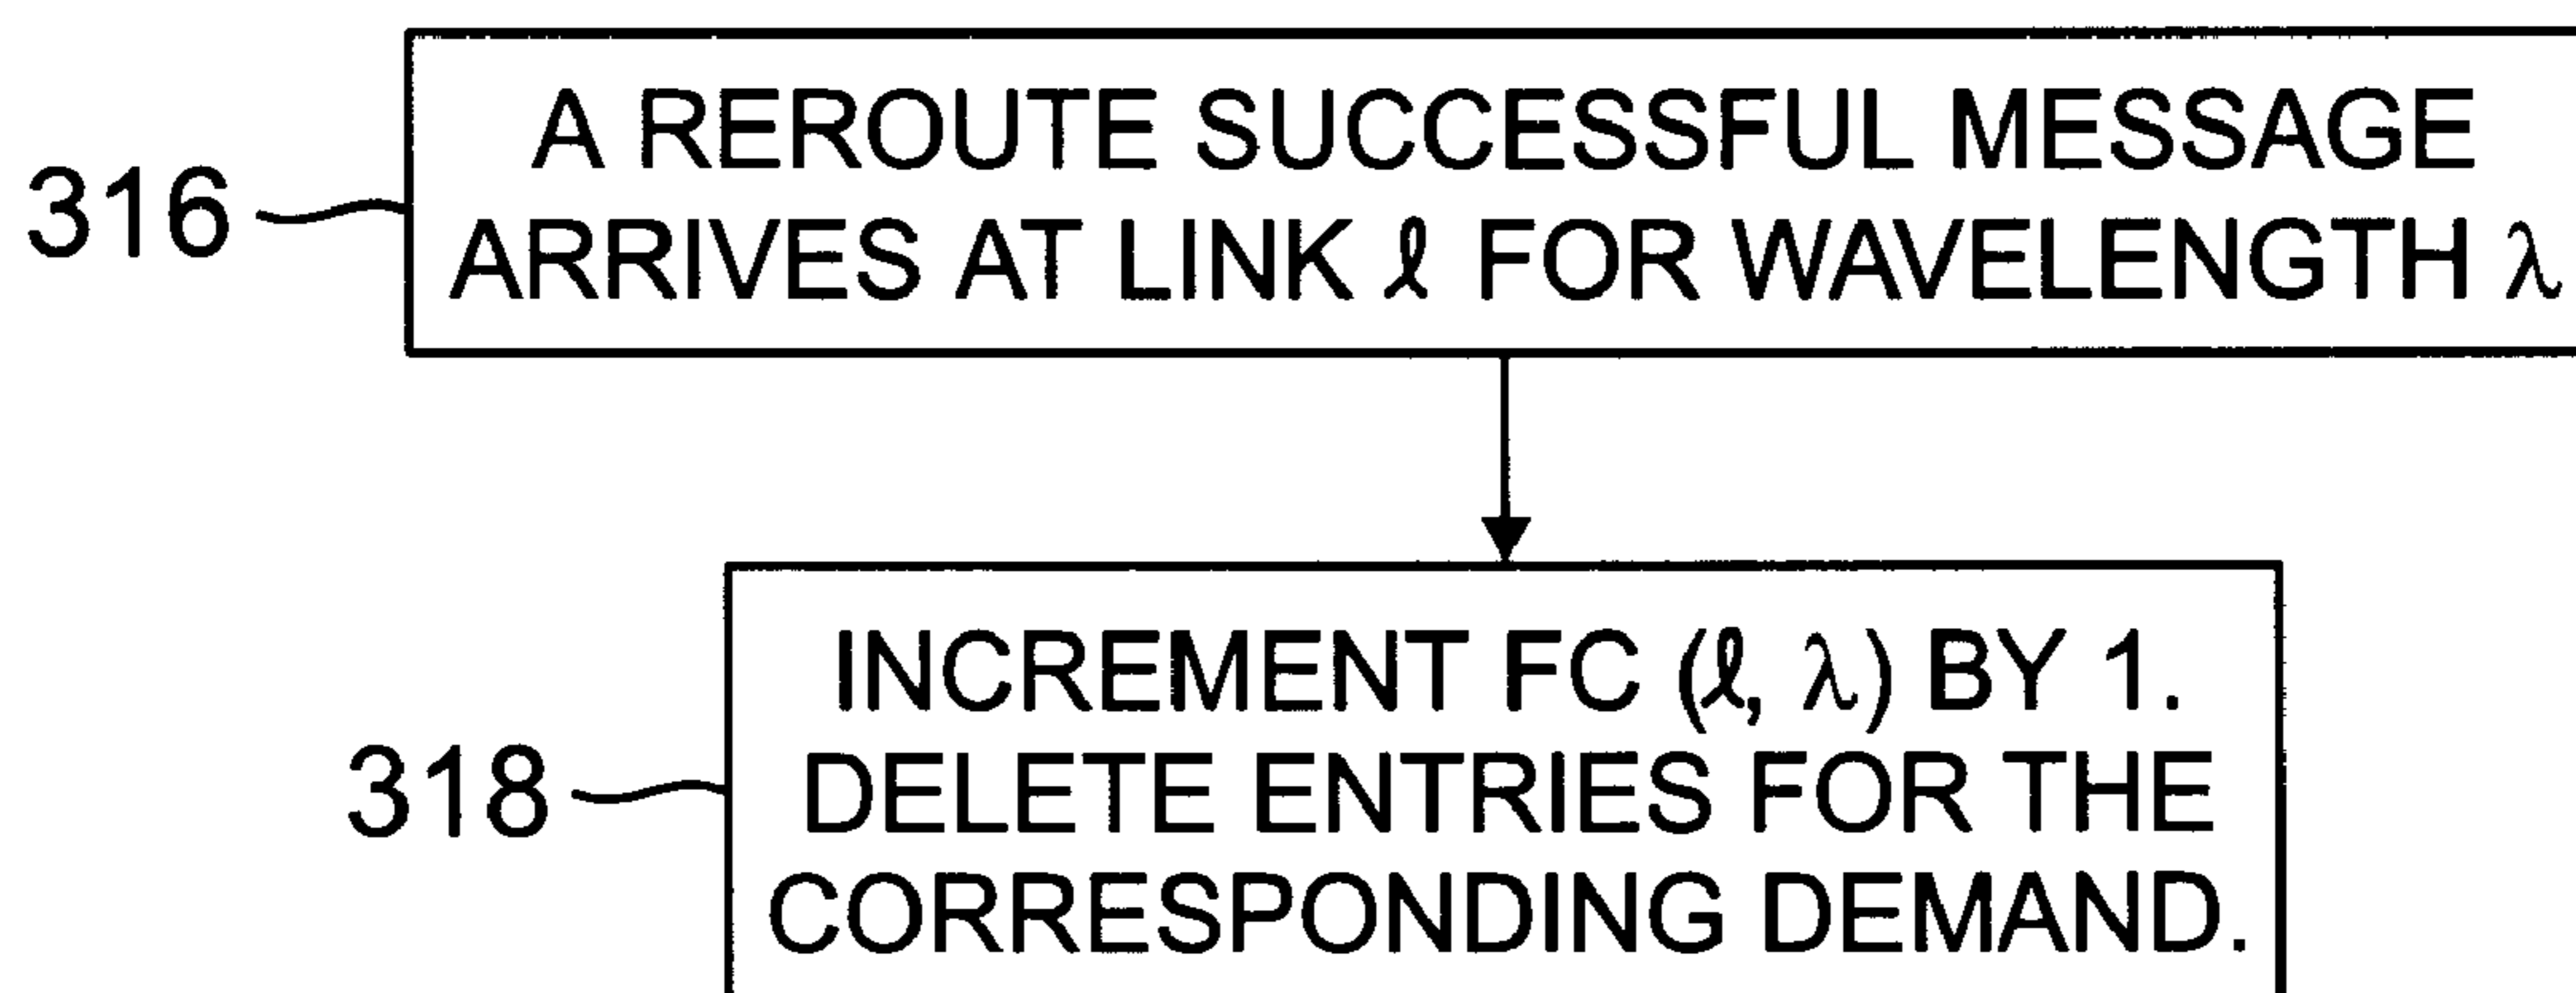 A REROUTE SUCCESSFUL MESSAGE
316
ARRIVES AT LINK ℓ FOR WAVELENGTH λ
INCREMENT FC (ℓ, λ) BY 1.
318
DELETE ENTRIES FOR THE
CORRESPONDING DEMAND.